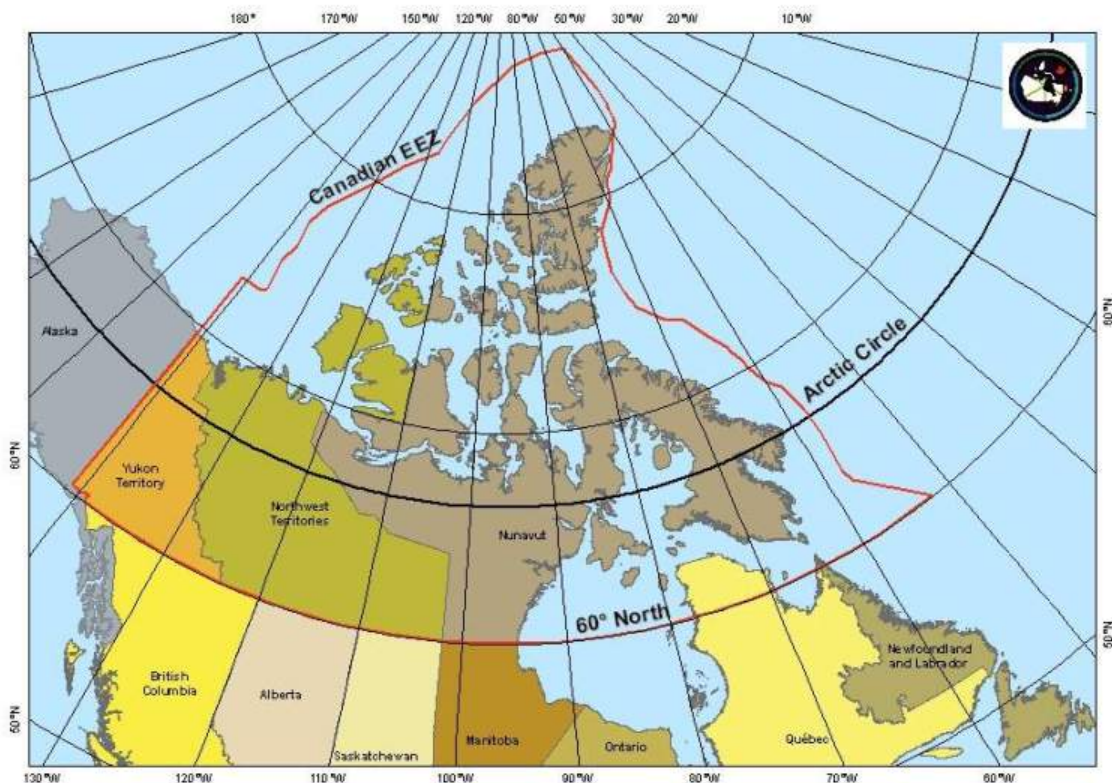 180° 170°W 150°W 120°W 80°W 50°W 30°W 20°W 10°W
Canadian EEZ
Alaska
Arctic Circle
60°N
60°N
Yukon
Territory
Northwest
Territories
Nunavut
60° North
50°N
50°N
British
Columbia
Alberta
Saskatchewan
Manitoba
Ontario
Québec
Newfoundland
and Labrador
130°W 120°W 110°W 100°W 90°W 80°W 70°W 60°W